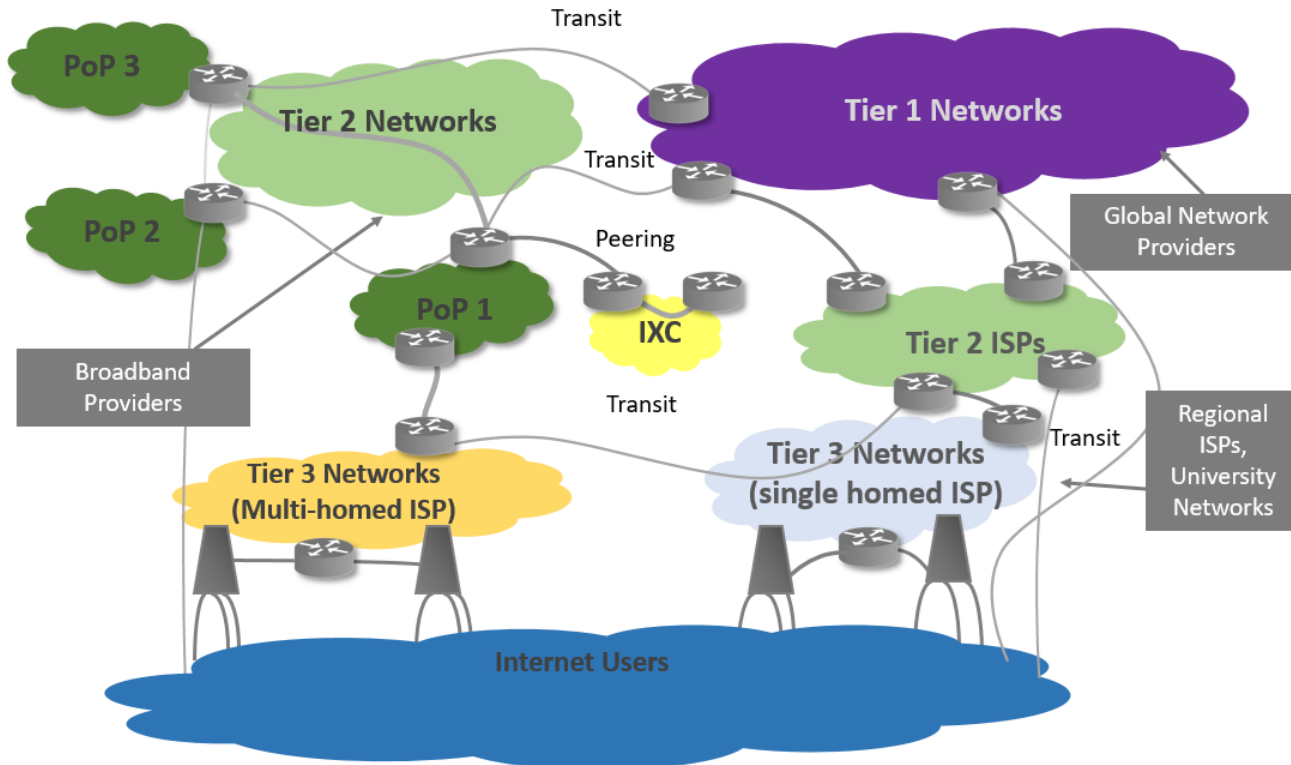 Transit
PoP 3
Tier 2 Networks
Tier 1 Networks
Transit
PoP 2
Peering
Global Network
Providers
PoP 1
IXC
Tier 2 ISPs
Broadband
Providers
Transit
Regional
ISPs,
University
Networks
Transit
Tier 3 Networks
(Multi-homed ISP)
Tier 3 Networks
(single homed ISP)
Internet Users